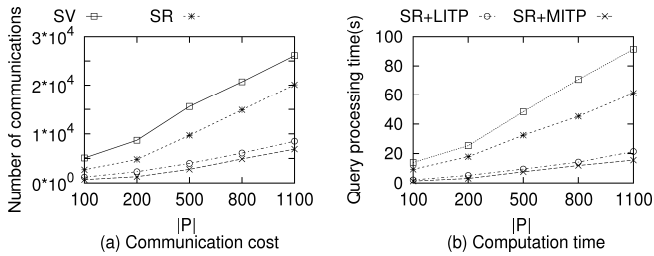 SV SR SR+LITP SR+MITP
Number of communications
3*10^4
2*10^4
1*10^4
0*10^0
100 200 500 800 1100
|P|
(a) Communication cost
Query processing time(s)
100
80
60
40
20
0
100 200 500 800 1100
|P|
(b) Computation time